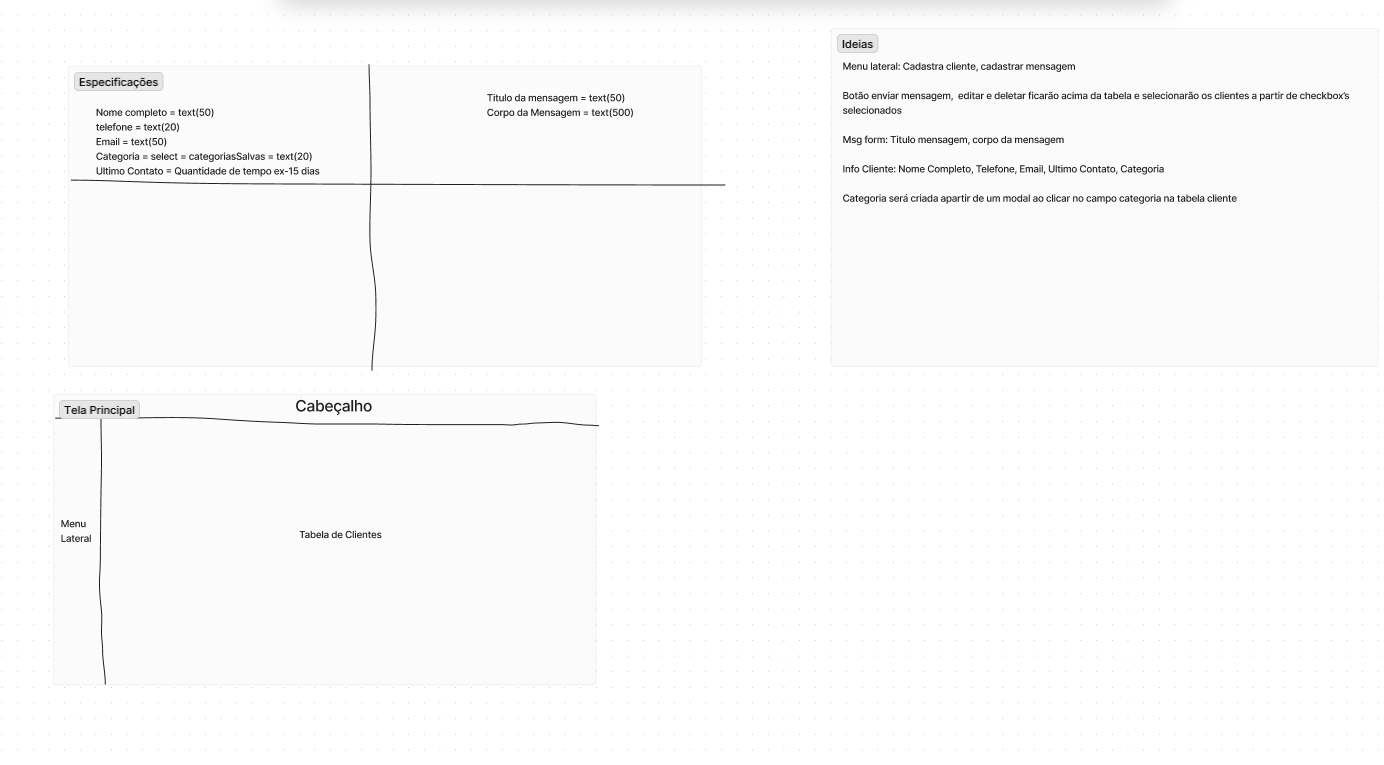 Especificações
Nome completo = text(50)
telefone = text(20)
Email = text(50)
Categoria = select = categoriasSalvas = text(20)
Ultimo Contato = Quantidade de tempo ex-15 dias
Titulo da mensagem = text(50)
Corpo da Mensagem = text(500)
Ideias
Menu lateral: Cadastra cliente, cadastrar mensagem
Botão enviar mensagem,  editar e deletar ficarão acima da tabela e selecionarão os clientes a partir de checkbox's
selecionados
Msg form: Titulo mensagem, corpo da mensagem
Info Cliente: Nome Completo, Telefone, Email, Ultimo Contato, Categoria
Categoria será criada apartir de um modal ao clicar no campo categoria na tabela cliente
Tela Principal
Cabeçalho
Menu
Lateral
Tabela de Clientes